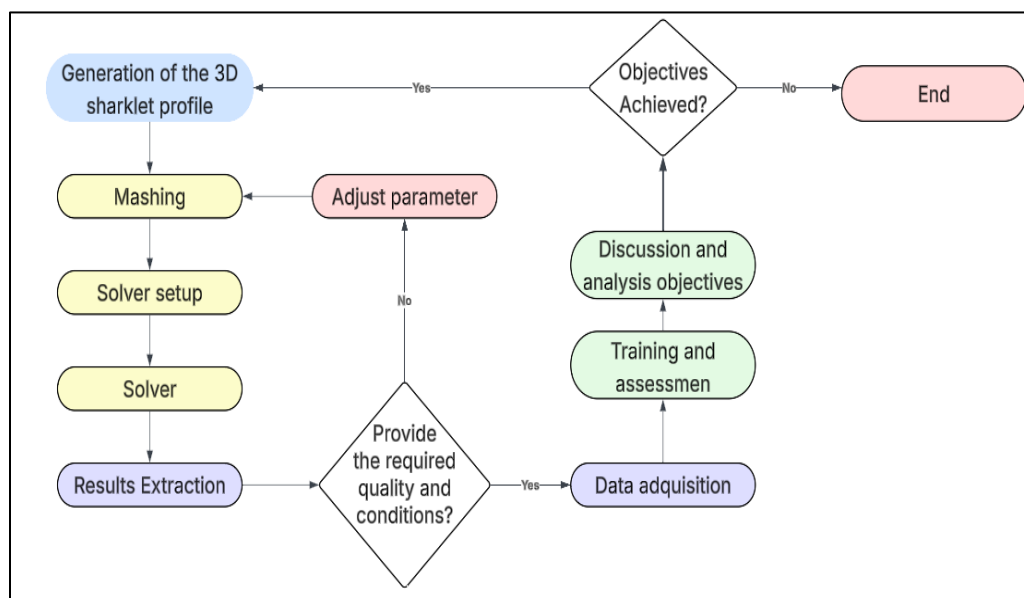 Generation of the 3D
sharklet profile
Yes
Objectives
Achieved?
No
End
Mashing
Adjust parameter
Solver setup
No
Discussion and
analysis objectives
Solver
Training and
assessmen
Results Extraction
Provide
the required
quality and
conditions?
Yes
Data adquisition